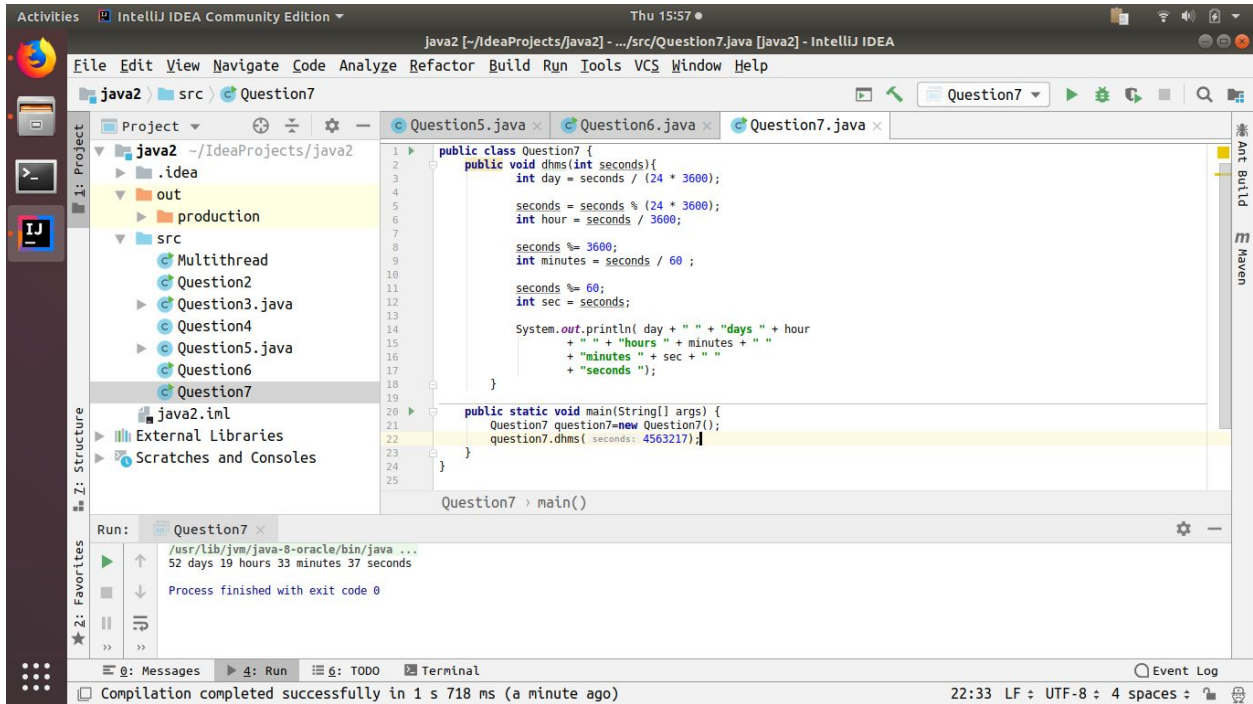 Activities IntelliJ IDEA Community Edition Thu 15:57
java2 [~/IdeaProjects/java2] - .../src/Question7.java [java2] - IntelliJ IDEA
File Edit View Navigate Code Analyze Refactor Build Run Tools VCS Window Help
java2 src Question7 Question7
Project Question5.java Question6.java Question7.java
1: Project
java2 ~/IdeaProjects/java2
.idea
out
production
src
Multithread
Question2
Question3.java
Question4
Question5.java
Question6
Question7
java2.iml
External Libraries
Scratches and Consoles
1 public class Question7 {
2 public void dhms(int seconds){
3 int day = seconds / (24 * 3600);
4
5 seconds = seconds % (24 * 3600);
6 int hour = seconds / 3600;
7
8 seconds %= 3600;
9 int minutes = seconds / 60 ;
10
11 seconds %= 60;
12 int sec = seconds;
13
14 System.out.println( day + " " + "days " + hour
15 + " " + "hours " + minutes + " "
16 + "minutes " + sec + " "
17 + "seconds ");
18 }
19
20 public static void main(String[] args) {
21 Question7 question7=new Question7();
22 question7.dhms( seconds: 4563217);
23 }
24 }
25
Question7 › main()
Ant Build
m Maven
7: Structure
2: Favorites
Run: Question7
/usr/lib/jvm/java-8-oracle/bin/java ...
52 days 19 hours 33 minutes 37 seconds
Process finished with exit code 0
0: Messages 4: Run 6: TODO Terminal Event Log
Compilation completed successfully in 1 s 718 ms (a minute ago) 22:33 LF UTF-8 4 spaces